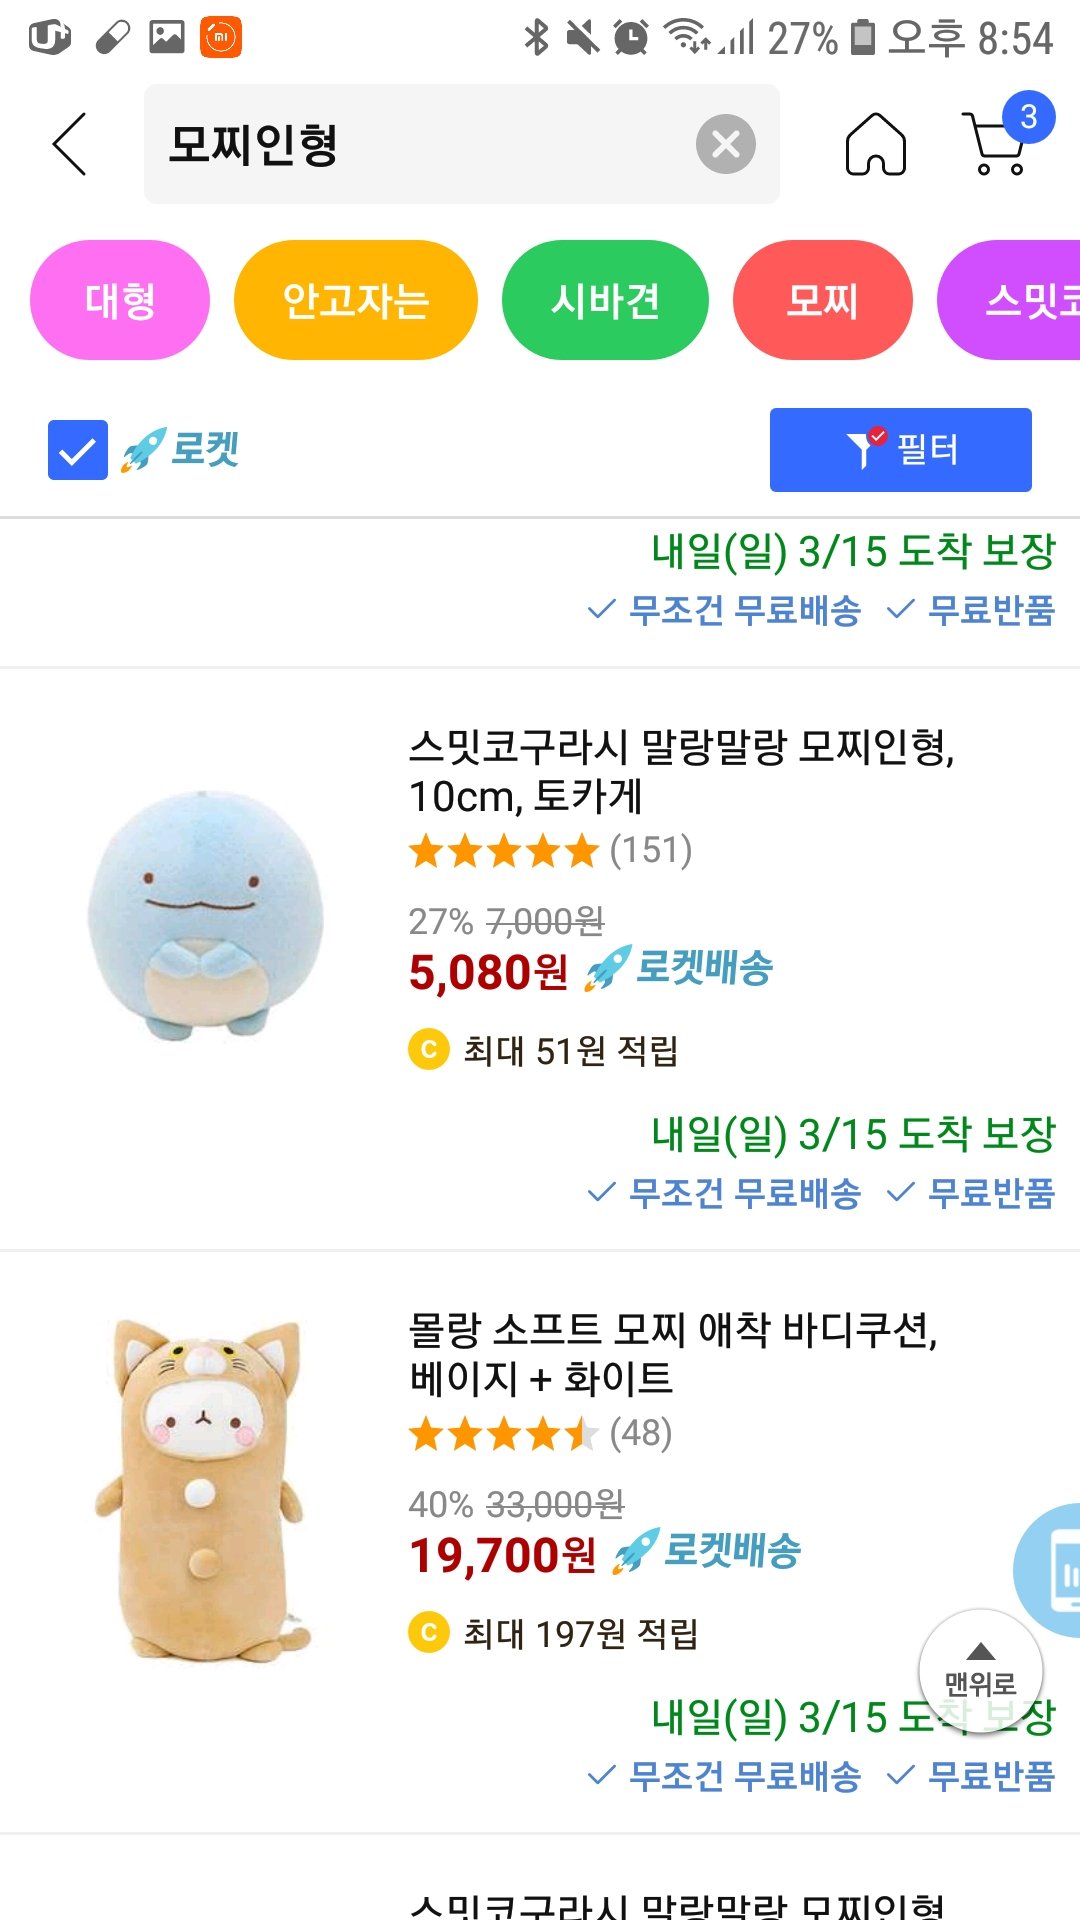 27% 오후 8:54
모찌인형
3
대형 안고자는 시바견 모찌 스밋코
로켓 필터
내일(일) 3/15 도착 보장
무조건 무료배송 무료반품
스밋코구라시 말랑말랑 모찌인형,
10cm, 토카게
(151)
27% 7,000원
5,080원 로켓배송
C 최대 51원 적립
내일(일) 3/15 도착 보장
무조건 무료배송 무료반품
몰랑 소프트 모찌 애착 바디쿠션,
베이지 + 화이트
(48)
40% 33,000원
19,700원 로켓배송
C 최대 197원 적립
맨위로
내일(일) 3/15 도착 보장
무조건 무료배송 무료반품
스밋코구라시 말랑말랑 모찌인형